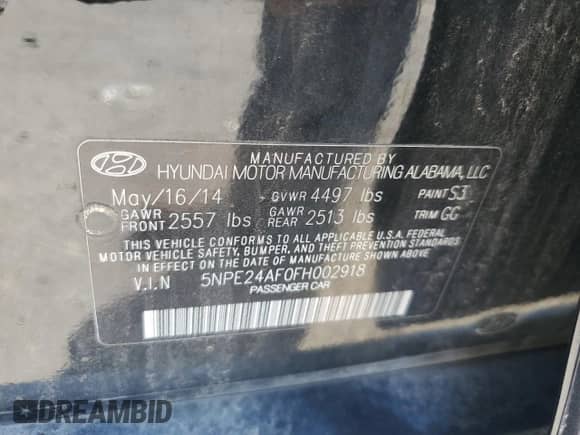 MANUFACTURED BY
HYUNDAI MOTOR MANUFACTURING ALABAMA, LLC
May/16/14 GVWR 4497 lbs PAINT S3
GAWR FRONT 2557 lbs GAWR REAR 2513 lbs TRIM GG
THIS VEHICLE CONFORMS TO ALL APPLICABLE U.S.A. FEDERAL
MOTOR VEHICLE SAFETY, BUMPER, AND THEFT PREVENTION STANDARDS
IN EFFECT ON THE DATE OF MANUFACTURE SHOWN ABOVE.
V.I.N 5NPE24AF0FH002918
PASSENGER CAR
DREAMBID